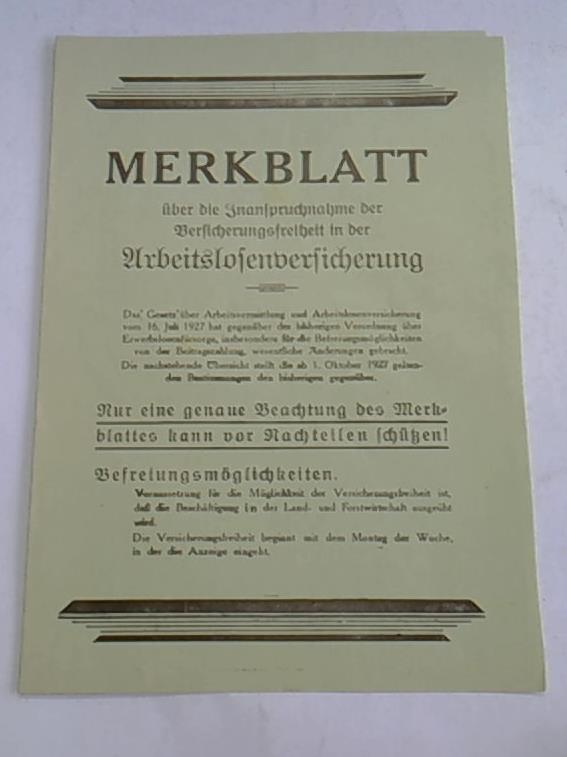 MERKBLATT
über die Inanspruchnahme der
Versicherungsfreiheit in der
Arbeitslosenversicherung
Das Gesetz über Arbeitsvermittlung und Arbeitslosenversicherung
vom 16. Juli 1927 hat gegenüber der bisherigen Verordnung über
Erwerbslosenfürsorge, insbesondere für die Befreiungsmöglichkeiten
von der Beitragszahlung, wesentliche Änderungen gebracht.
Die nachstehende Übersicht stellt die ab 1. Oktober 1927 gelten-
den Bestimmungen den bisherigen gegenüber.
Nur eine genaue Beachtung des Merk-
blattes kann vor Nachteilen schützen!
Befreiungsmöglichkeiten.
Voraussetzung für die Möglichkeit der Versicherungsfreiheit ist,
daß die Beschäftigung in der Land- und Forstwirtschaft ausgeübt
wird.
Die Versicherungsfreiheit beginnt mit dem Montag der Woche,
in der die Anzeige eingeht.